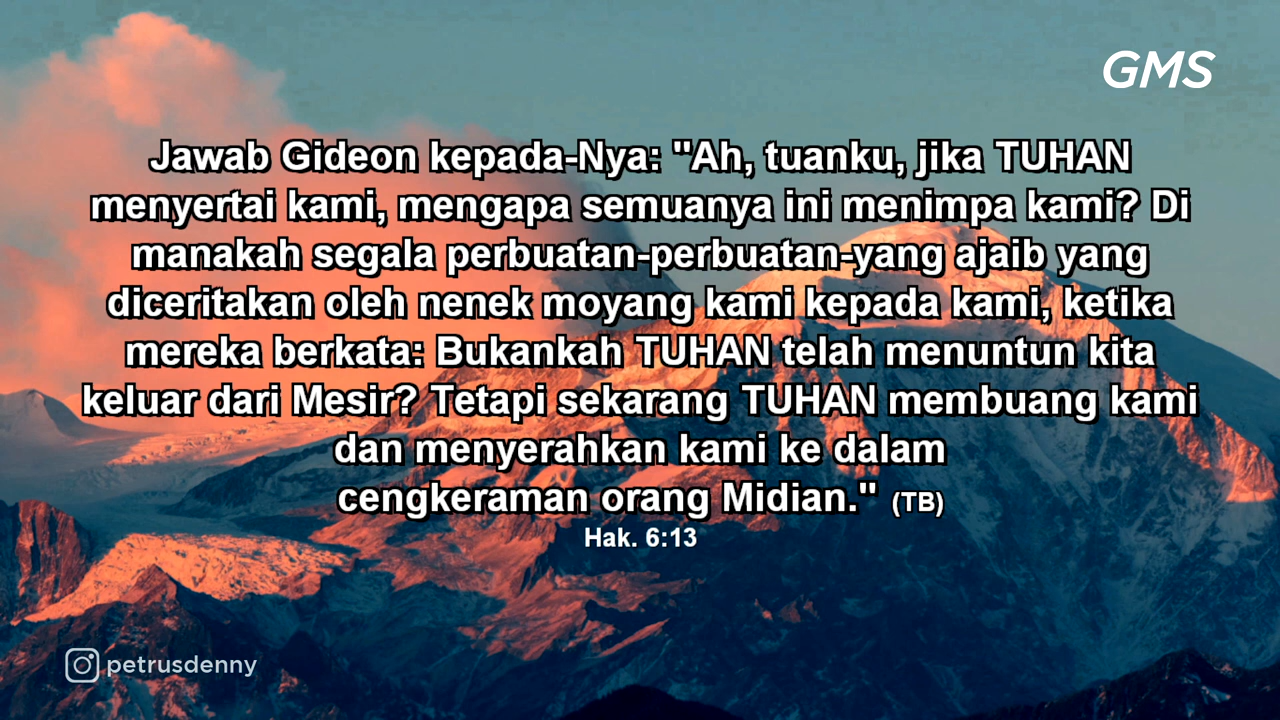 GMS
Jawab Gideon kepada-Nya: "Ah, tuanku, jika TUHAN
menyertai kami, mengapa semuanya ini menimpa kami? Di
manakah segala perbuatan-perbuatan-yang ajaib yang
diceritakan oleh nenek moyang kami kepada kami, ketika
mereka berkata: Bukankah TUHAN telah menuntun kita
keluar dari Mesir? Tetapi sekarang TUHAN membuang kami
dan menyerahkan kami ke dalam
cengkeraman orang Midian." (TB)
Hak. 6:13
petrusdenny